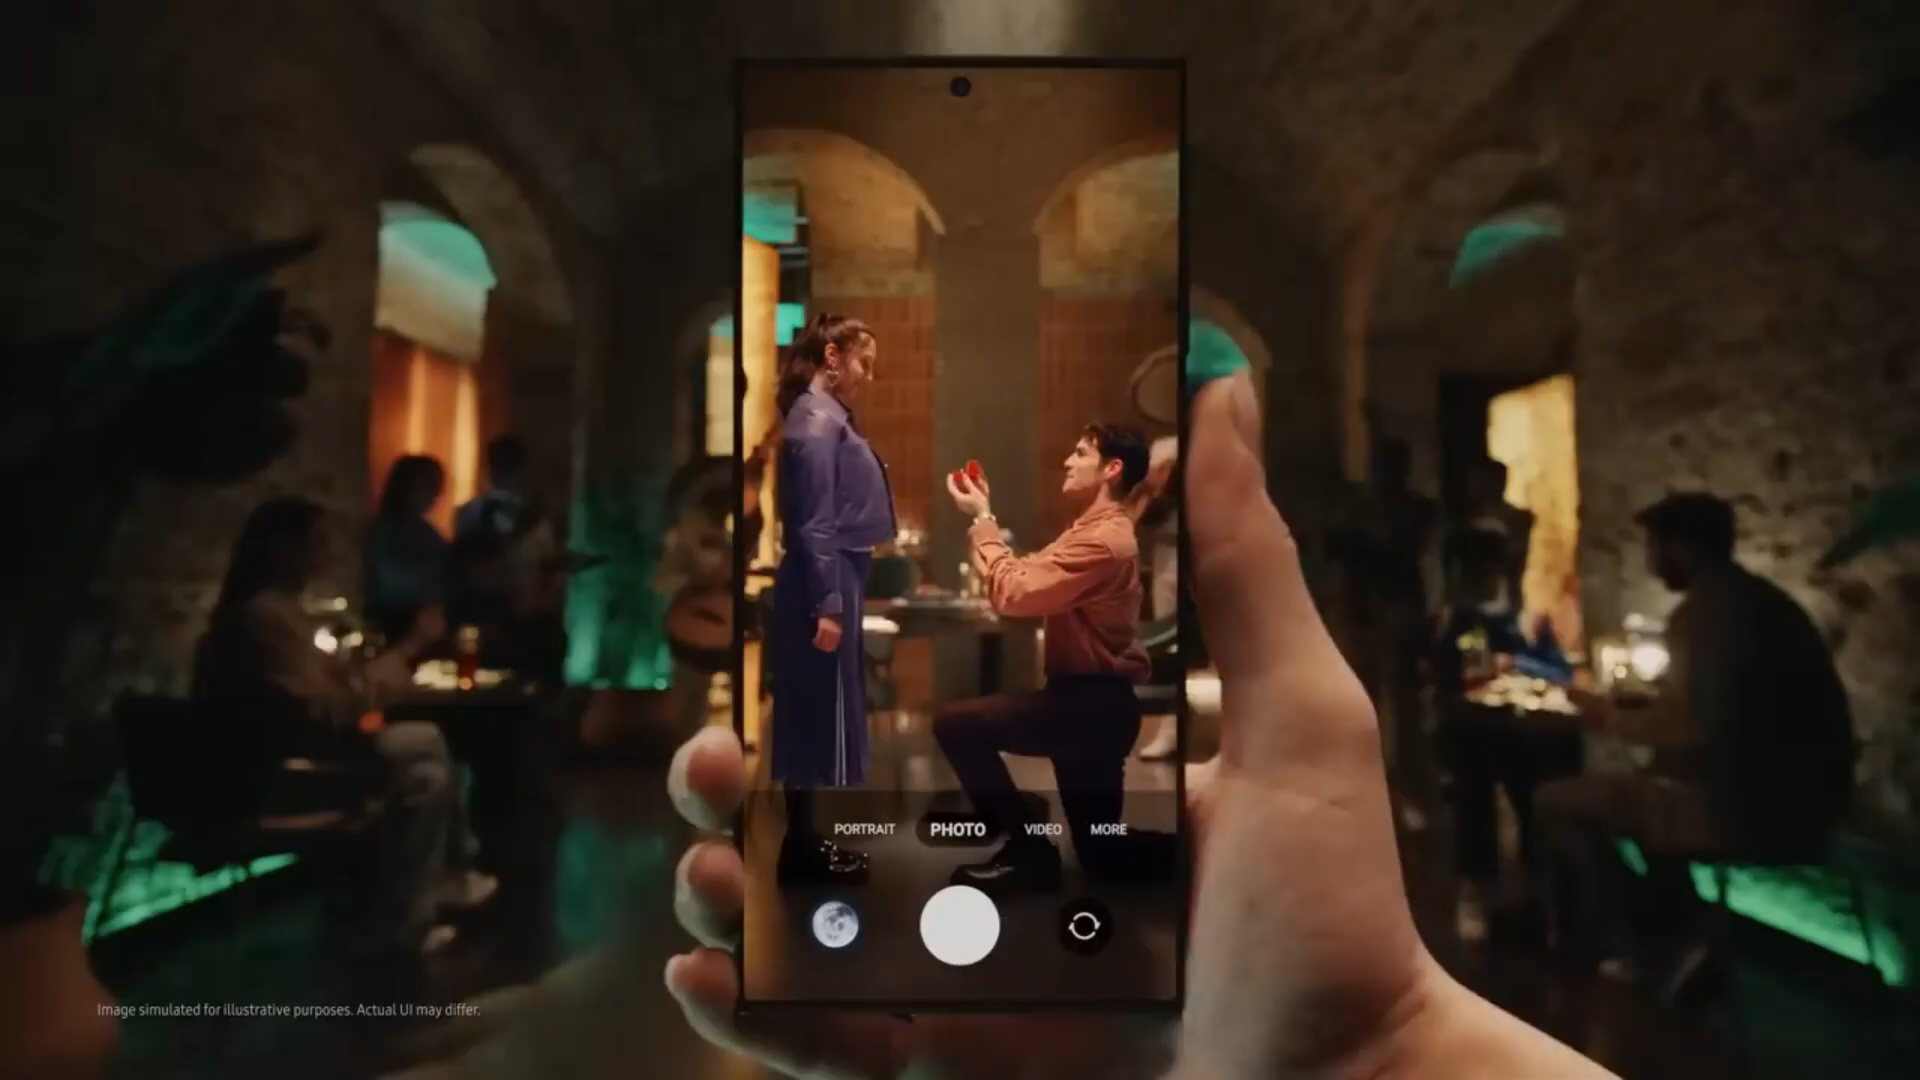 PORTRAIT PHOTO VIDEO MORE
Image simulated for illustrative purposes. Actual UI may differ.